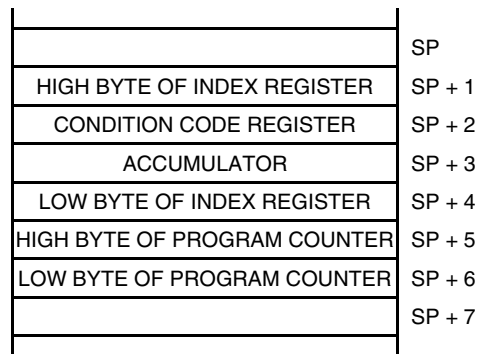 SP
HIGH BYTE OF INDEX REGISTER SP + 1
CONDITION CODE REGISTER SP + 2
ACCUMULATOR SP + 3
LOW BYTE OF INDEX REGISTER SP + 4
HIGH BYTE OF PROGRAM COUNTER SP + 5
LOW BYTE OF PROGRAM COUNTER SP + 6
SP + 7